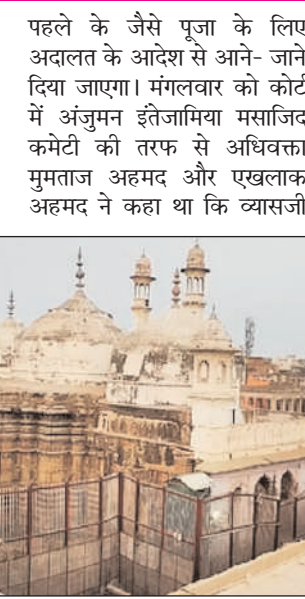 पहले के जैसे पूजा के लिए
अदालत के आदेश से आने- जाने
दिया जाएगा। मंगलवार को कोर्ट
में अंजुमन इंतेजामिया मसाजिद
कमेटी की तरफ से अधिवक्ता
मुमताज अहमद और एखलाक
अहमद ने कहा था कि व्यासजी